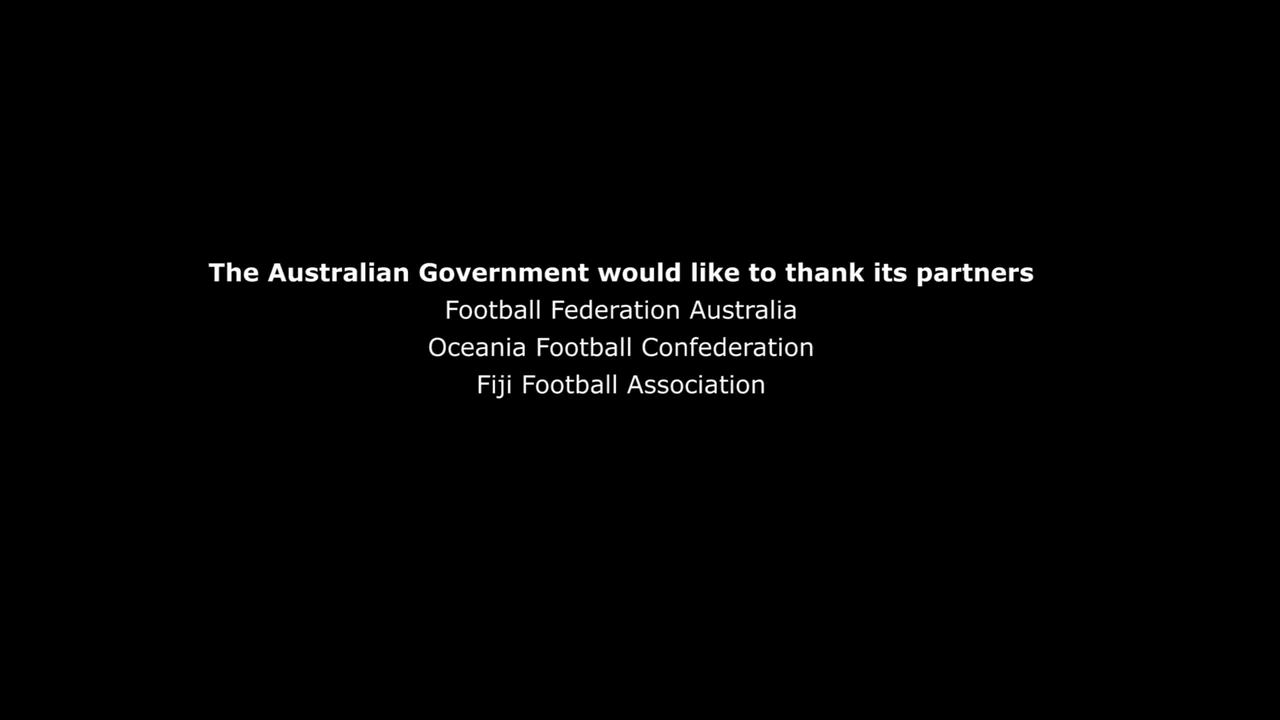 The Australian Government would like to thank its partners
Football Federation Australia
Oceania Football Confederation
Fiji Football Association